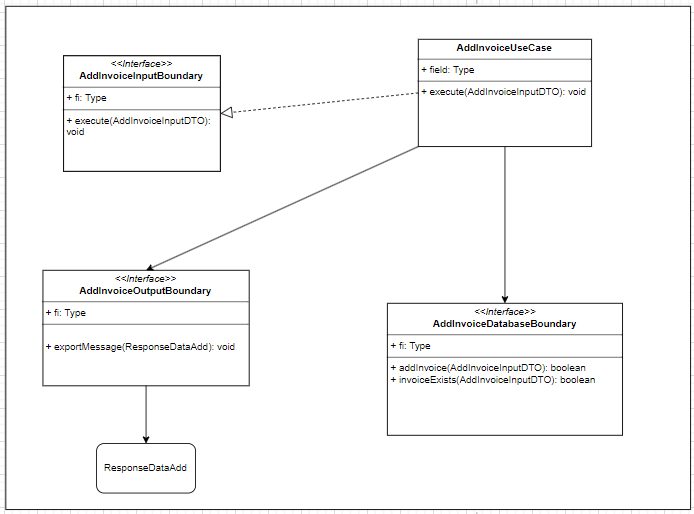 <<Interface>>
AddInvoiceInputBoundary
+ fi: Type
+ execute(AddInvoiceInputDTO):
void
AddInvoiceUseCase
+ field: Type
+ execute(AddInvoiceInputDTO): void
<<Interface>>
AddInvoiceOutputBoundary
+ fi: Type
+ exportMessage(ResponseDataAdd): void
<<Interface>>
AddInvoiceDatabaseBoundary
+ fi: Type
+ addInvoice(AddInvoiceInputDTO): boolean
+ invoiceExists(AddInvoiceInputDTO): boolean
ResponseDataAdd